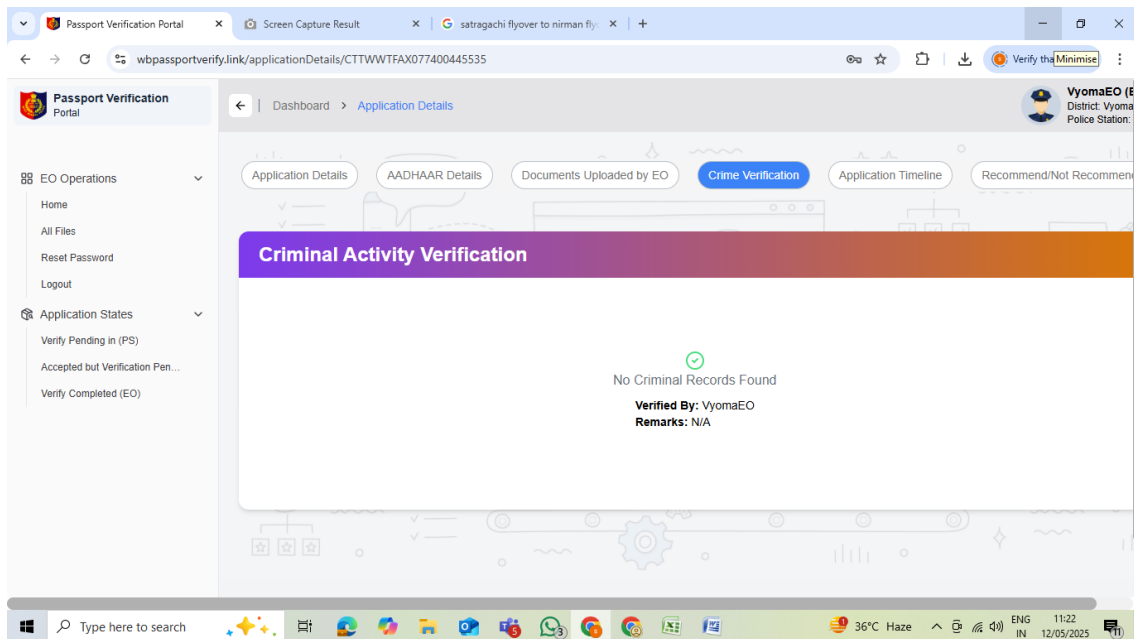 Passport Verification Portal
Screen Capture Result
satragachi flyover to nirman fly
wbpassportverify.link/applicationDetails/CTTWWTFAX077400445535
Verify tha
Minimise
Passport Verification
Portal
Dashboard > Application Details
VyomaEO (E
District: Vyoma
Police Station:
EO Operations
Home
All Files
Reset Password
Logout
Application States
Verify Pending in (PS)
Accepted but Verification Pen...
Verify Completed (EO)
Application Details
AADHAAR Details
Documents Uploaded by EO
Crime Verification
Application Timeline
Recommend/Not Recommen
Criminal Activity Verification
No Criminal Records Found
Verified By: VyomaEO
Remarks: N/A
Type here to search
5
3
36°C Haze
ENG
IN
11:22
12/05/2025
11